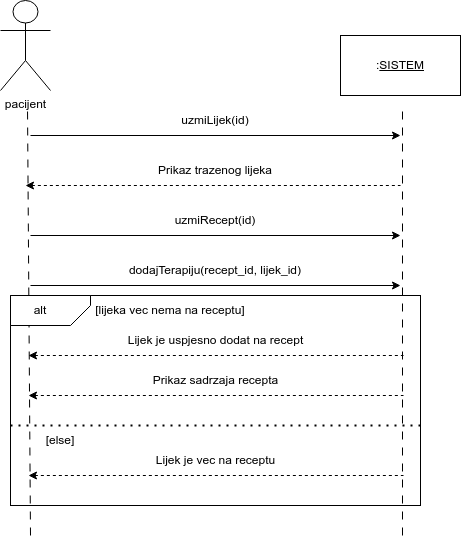 :SISTEM
pacijent
uzmiLijek(id)
Prikaz trazenog lijeka
uzmiRecept(id)
dodajTerapiju(recept_id, lijek_id)
alt
[lijeka vec nema na receptu]
Lijek je uspjesno dodat na recept
Prikaz sadrzaja recepta
[else]
Lijek je vec na receptu